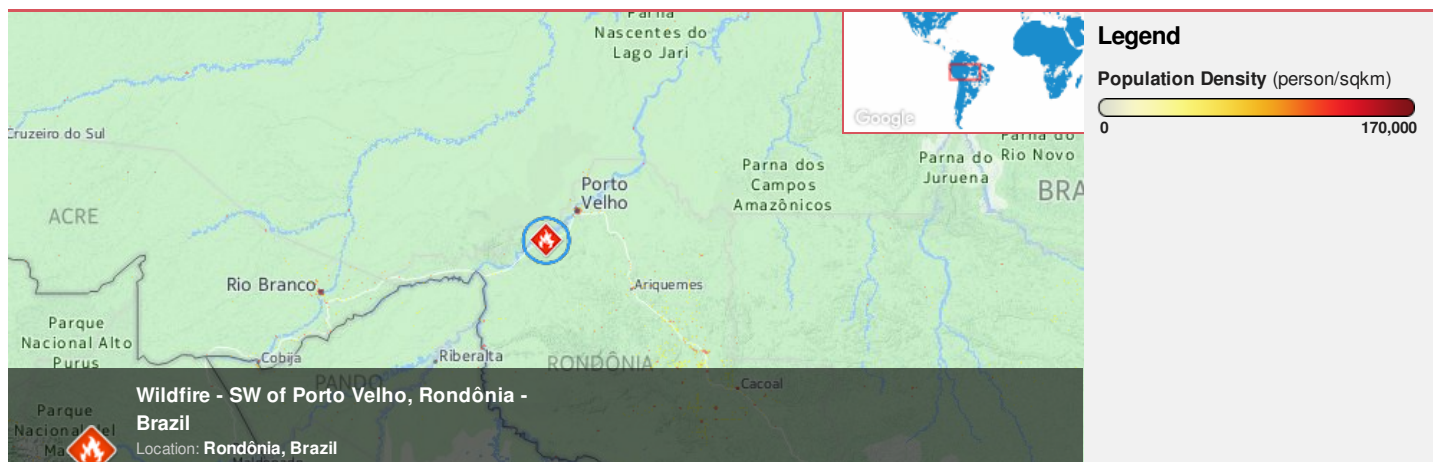 Parna
Nascentes do
Lago Jari
Google
Cruzeiro do Sul
Parna do
Rio Novo
Parna do
Juruena
Parna dos
Campos
Amazônicos
BRA
Porto
Velho
ACRE
Rio Branco
Ariquemes
Parque
Nacional Alto
Purus
Cobija
Riberalta
RONDÔNIA
PANDO
Cacoal
Parque
Nacional del
Wildfire - SW of Porto Velho, Rondônia -
Brazil
Location: Rondônia, Brazil
Legend
Population Density (person/sqkm)
0
170,000